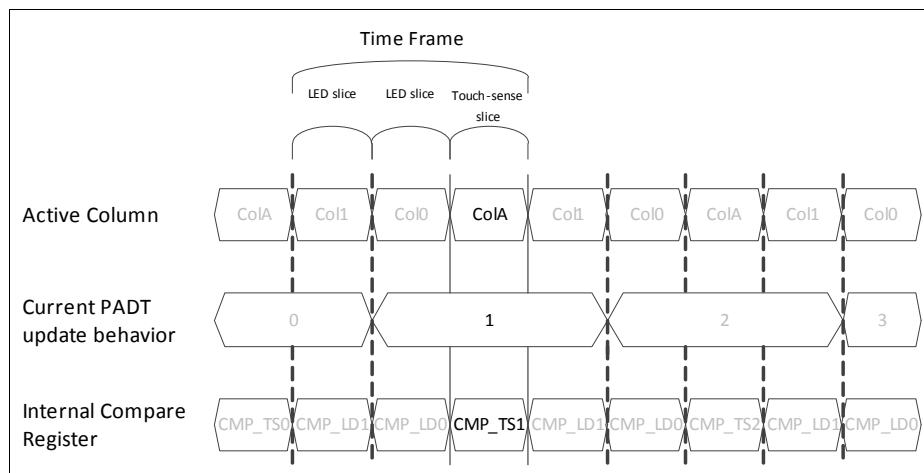 Time Frame
LED slice LED slice Touch-sense
slice
Active Column ColA Col1 Col0 ColA Col1 Col0 ColA Col1 Col0
Current PADT
update behavior 0 1 2 3
Internal Compare
Register CMP_TS0 CMP_LD1 CMP_LD0 CMP_TS1 CMP_LD1 CMP_LD0 CMP_TS2 CMP_LD1 CMP_LD0